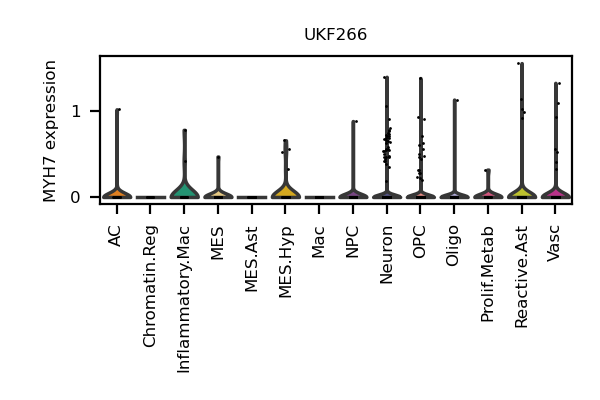 UKF266
MYH7 expression
1
0
AC
Chromatin.Reg
Inflammatory.Mac
MES
MES.Ast
MES.Hyp
Mac
NPC
Neuron
OPC
Oligo
Prolif.Metab
Reactive.Ast
Vasc